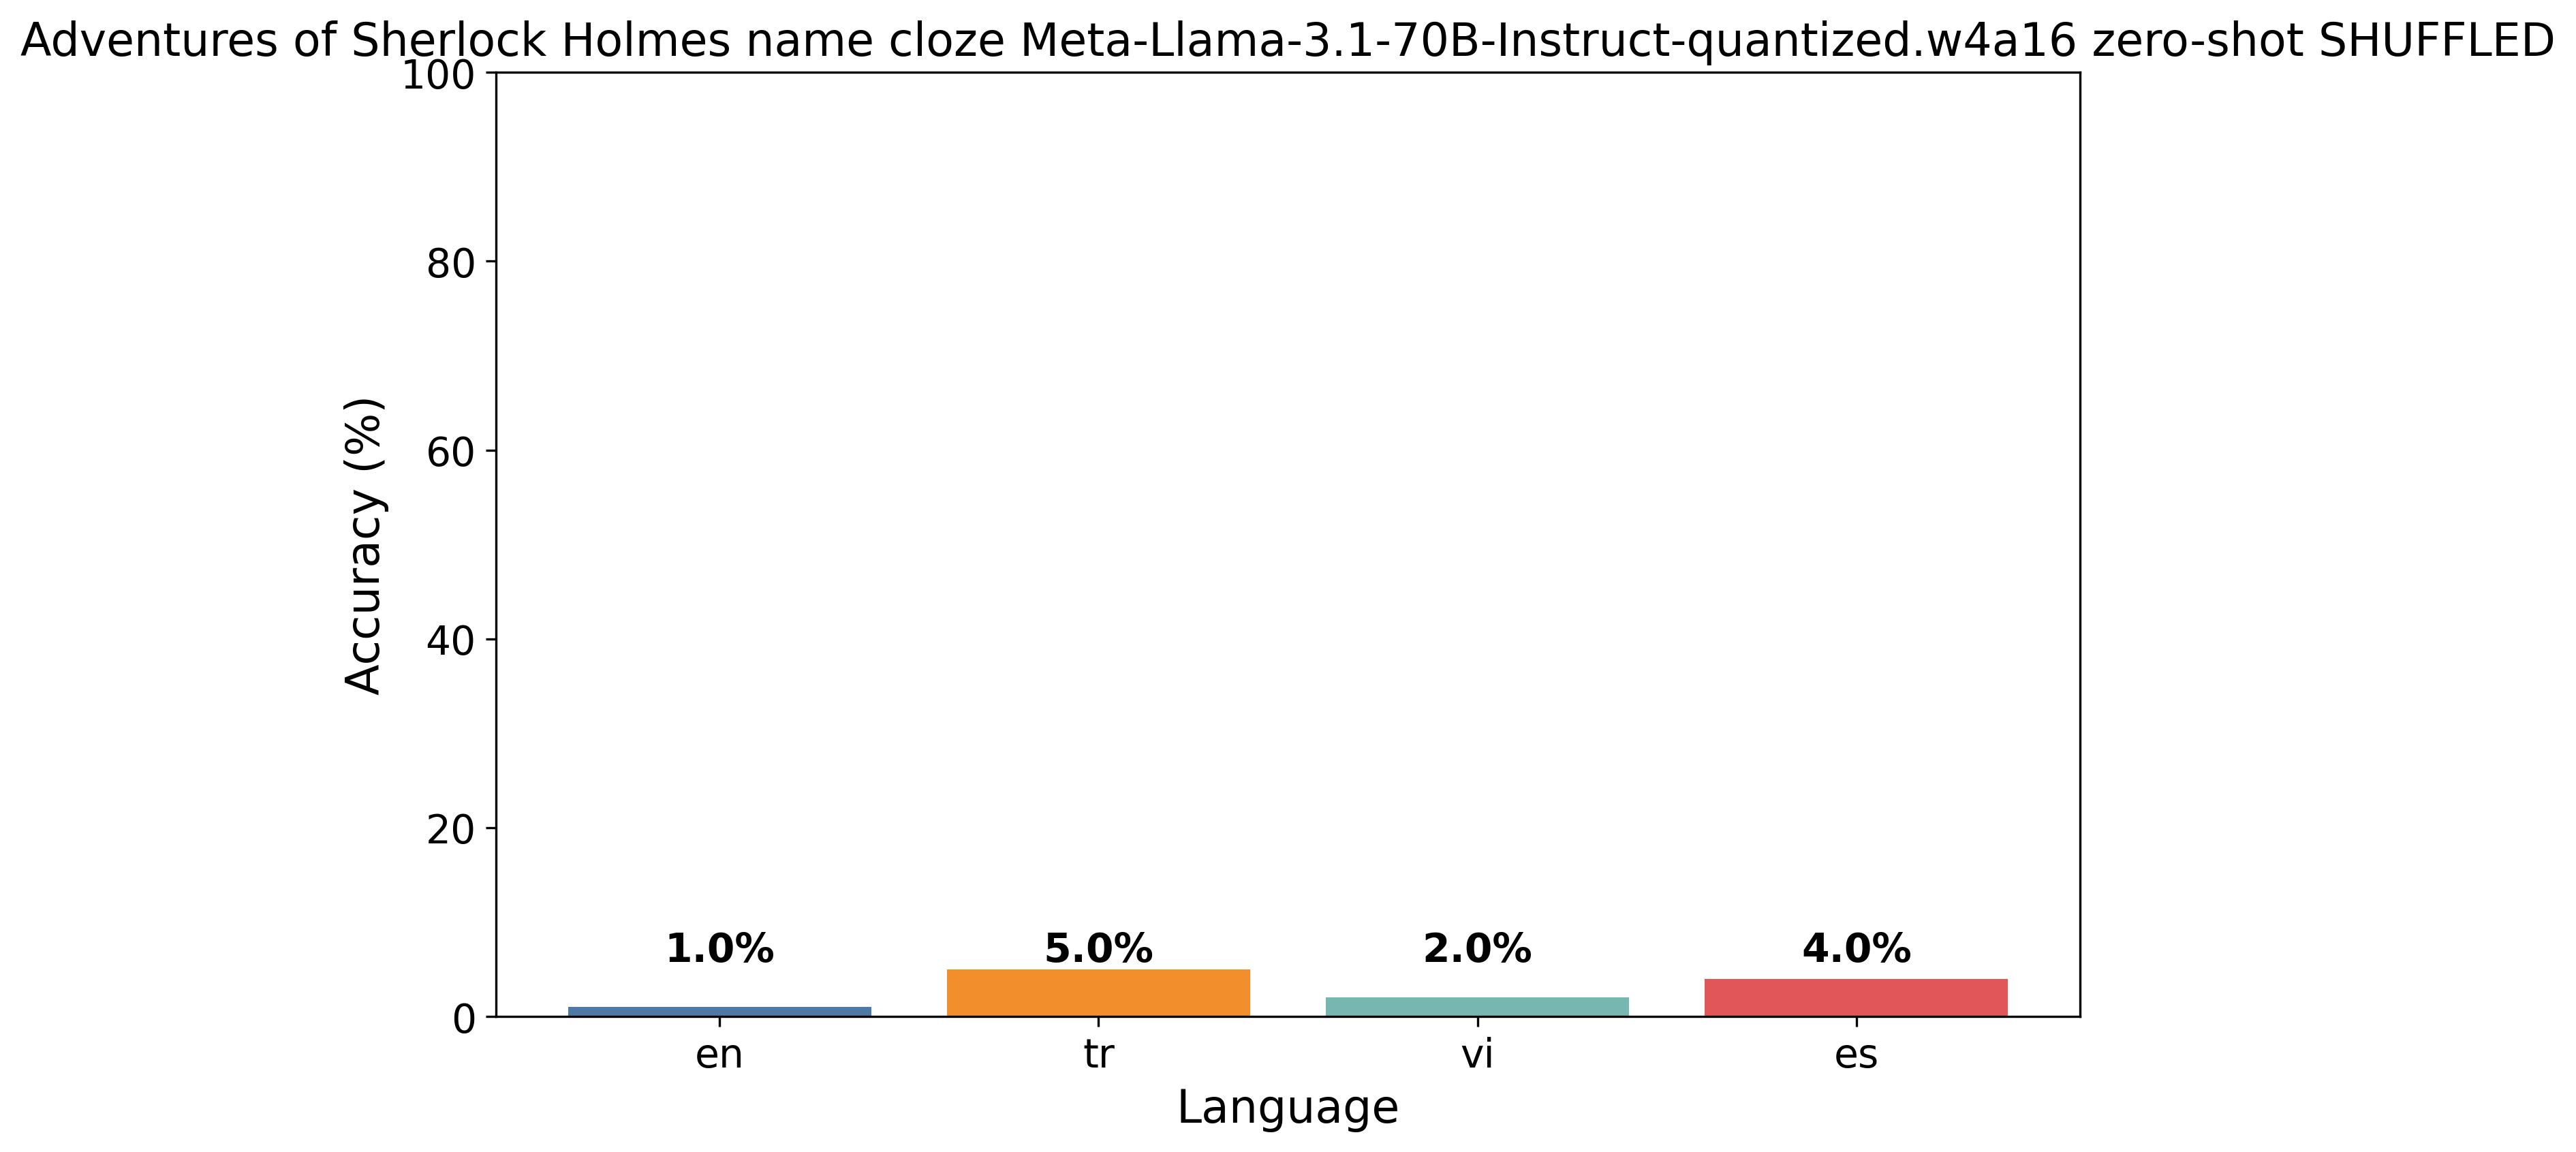 Adventures of Sherlock Holmes name cloze Meta-Llama-3.1-70B-Instruct-quantized.w4a16 zero-shot SHUFFLED
100
80
60
40
20
0
Accuracy (%)
1.0% 5.0% 2.0% 4.0%
en tr vi es
Language